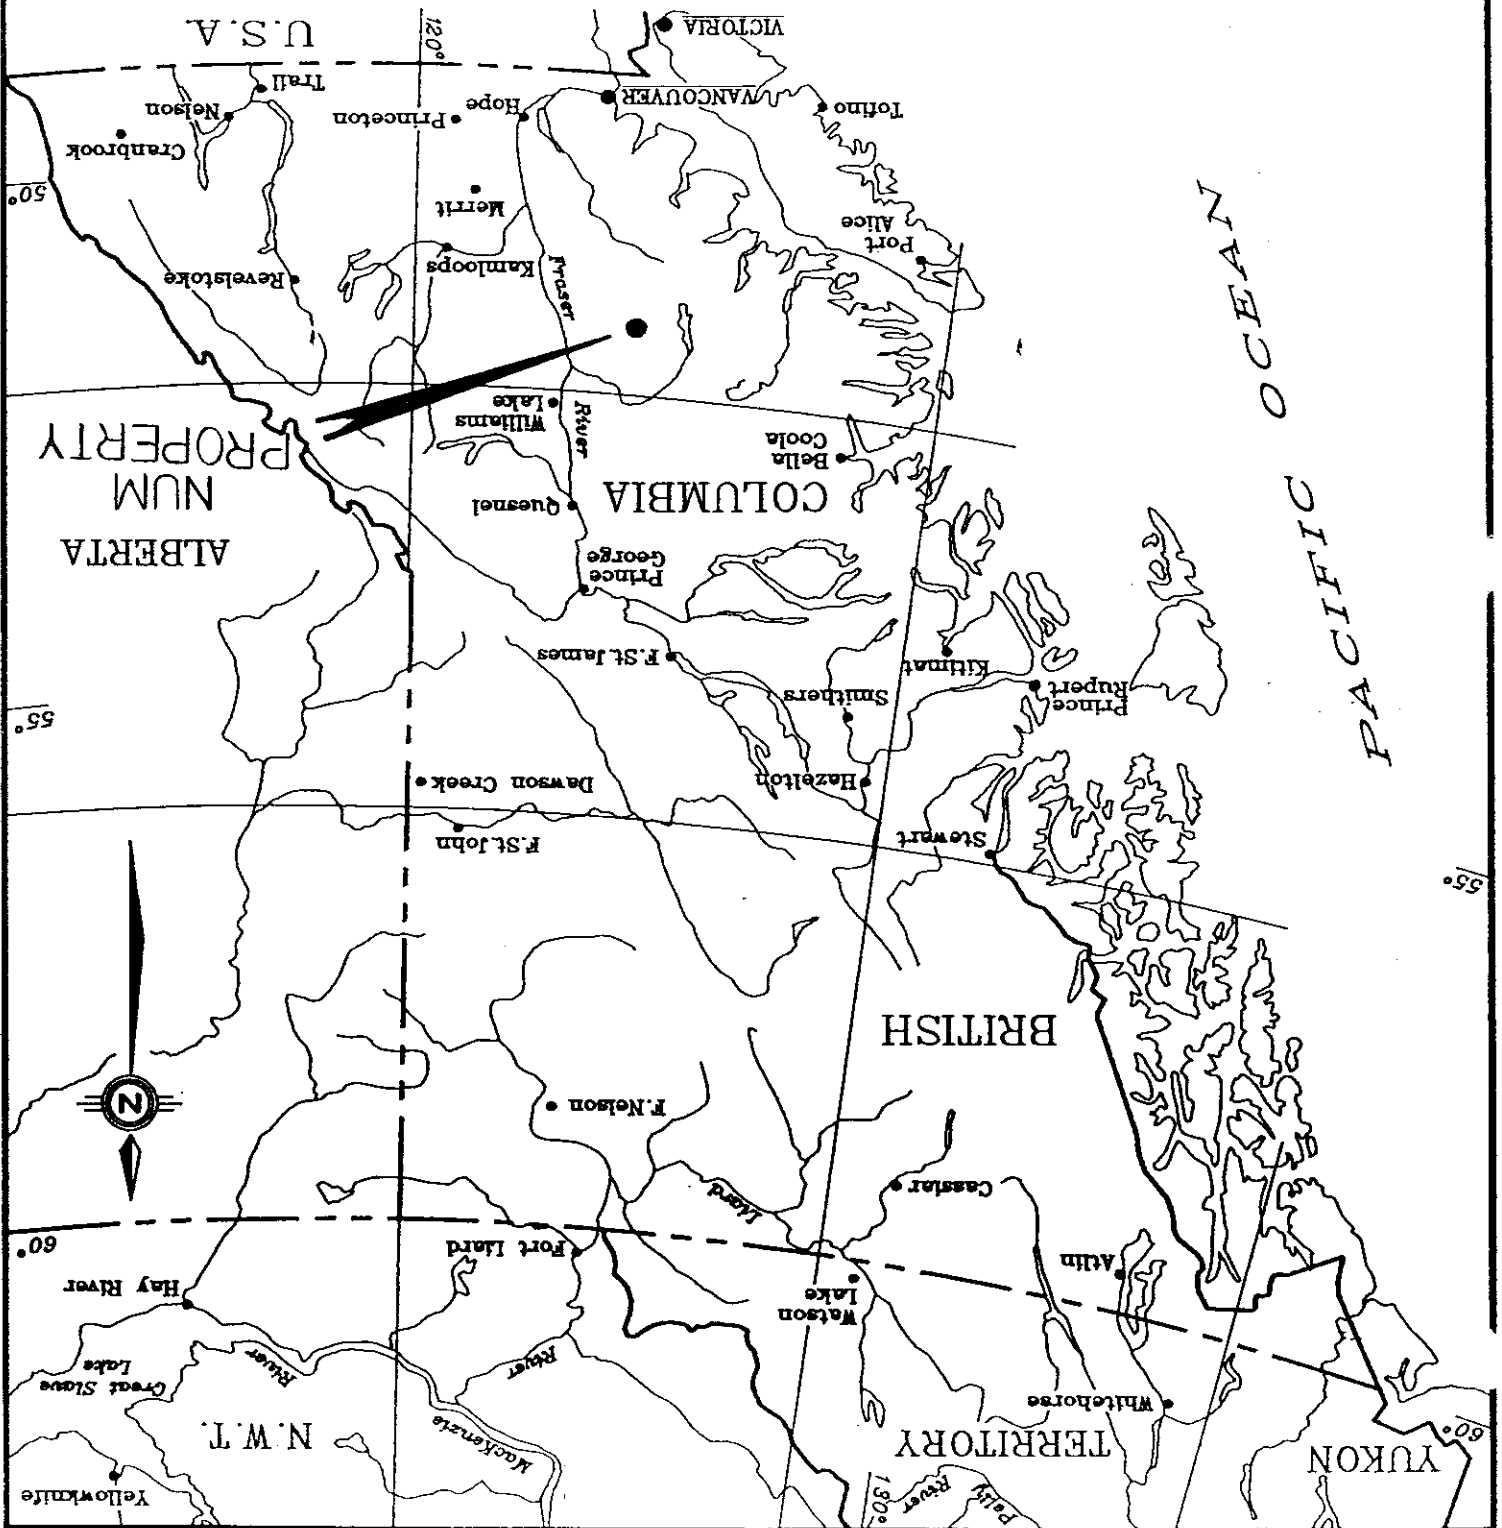 YUKON
TERRITORY
Pelly
River
130°
N.W.T.
Yellowknife
60°
Whitehorse
MacKenzie
River
Great Slave
Lake
River
Hay River
Watson
Lake
Atlin
Fort Liard
60°
Cassiar
Liard
F.Nelson
N
BRITISH
55°
Stewart
F.St.John
Hazelton
Dawson Creek
55°
Prince
Rupert
Smithers
Kitimat
F.St.James
Prince
George
ALBERTA
COLUMBIA
Quesnel
NUM
PROPERTY
Bella
Coola
Williams
Lake
River
PACIFIC OCEAN
Fraser
Revelstoke
Kamloops
Port
Alice
Merrit
50°
Cranbrook
Nelson
Princeton
Hope
Tofino
VANCOUVER
Trail
VICTORIA
120°
U.S.A.